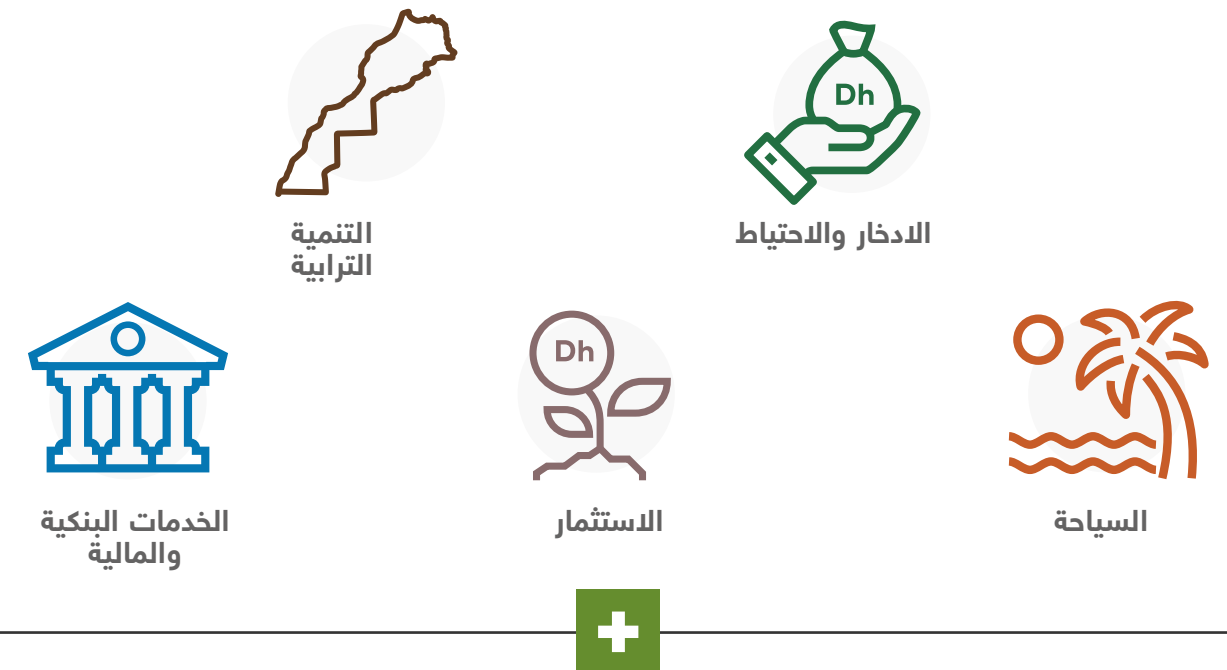 Dh
الادخار والاحتياط
التنمية
الترابية
السياحة
Dh
الاستثمار
الخدمات البنكية
والمالية